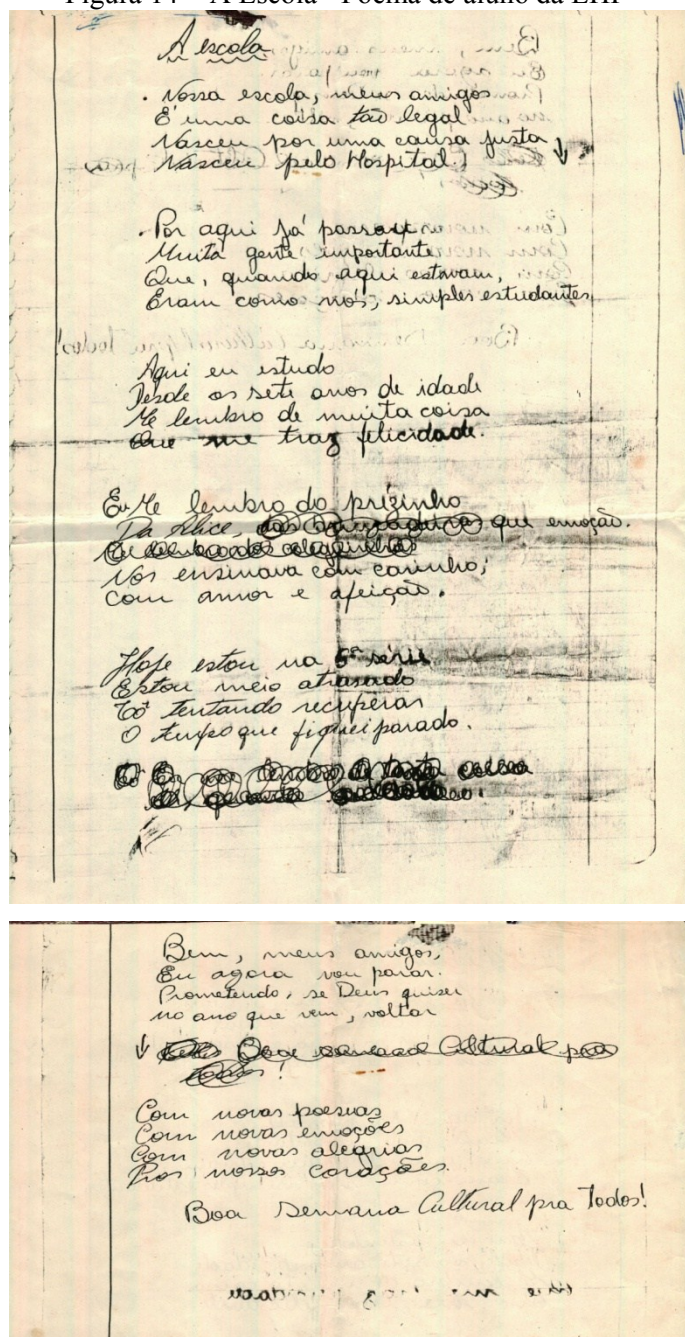 Figura 14 – A Escola - Poema de aluno da EHP
A escola
. Nossa escola, meus amigos
É uma coisa tão legal
Nasceu por uma causa justa
Nasceu pelo Hospital.
. Por aqui já passou
Muita gente importante
Que, quando aqui estavam,
Eram como nós, simples estudantes
Aqui eu estudo
Desde os sete anos de idade
Me lembro de muita coisa
Que me traz felicidade.
Eu Me lembro do prézinho
Da Alice, que emoção.
Nos ensinava com carinho,
com amor e afeição.
Hoje estou na série
Estou meio atrasado
Tô tentando recuperar
O tempo que fiquei parado.
Bem, meus amigos,
Eu agora vou parar.
Prometendo, se Deus quiser
no ano que vem, voltar
Boa semana Cultural pra
todos!
Com novas poesias
Com novas emoções
Com novas alegrias
Pros nossos corações.
Boa Semana Cultural pra Todos!